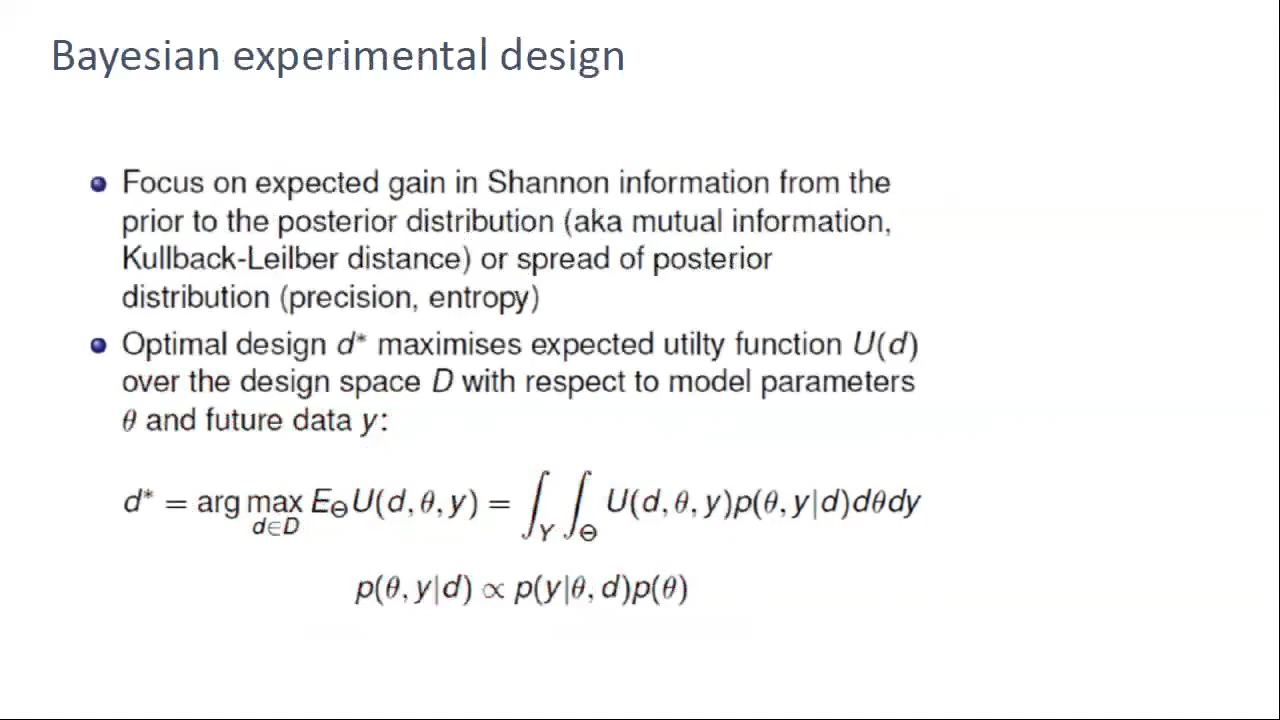 Bayesian experimental design
Focus on expected gain in Shannon information from the
prior to the posterior distribution (aka mutual information,
Kullback-Leilber distance) or spread of posterior
distribution (precision, entropy)
Optimal design d* maximises expected utilty function U(d)
over the design space D with respect to model parameters
θ and future data y:
d* = arg max_{d∈D} E_Θ U(d, θ, y) = ∫_Y ∫_Θ U(d, θ, y)p(θ, y|d)dθdy
p(θ, y|d) ∝ p(y|θ, d)p(θ)